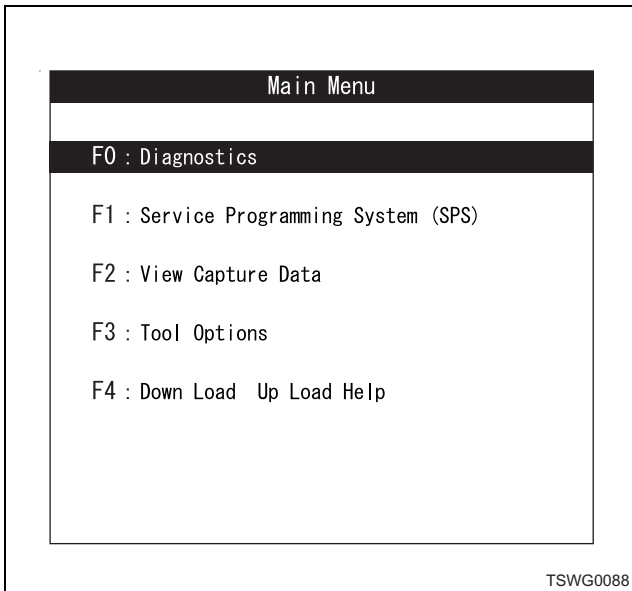 Main Menu
F0 : Diagnostics
F1 : Service Programming System (SPS)
F2 : View Capture Data
F3 : Tool Options
F4 : Down Load  Up Load Help
TSWG0088